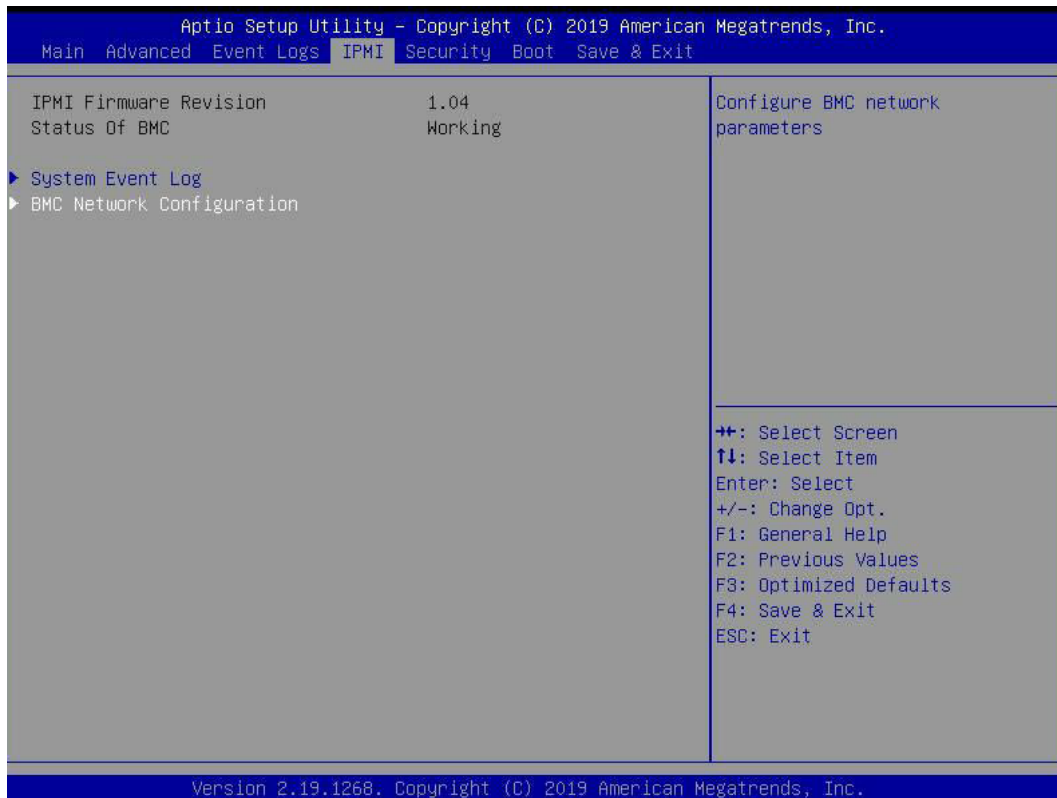 Aptio Setup Utility – Copyright (C) 2019 American Megatrends, Inc.
Main Advanced Event Logs IPMI Security Boot Save & Exit
IPMI Firmware Revision 1.04
Status Of BMC Working
▶ System Event Log
▶ BMC Network Configuration
Configure BMC network
parameters
→←: Select Screen
↑↓: Select Item
Enter: Select
+/-: Change Opt.
F1: General Help
F2: Previous Values
F3: Optimized Defaults
F4: Save & Exit
ESC: Exit
Version 2.19.1268. Copyright (C) 2019 American Megatrends, Inc.